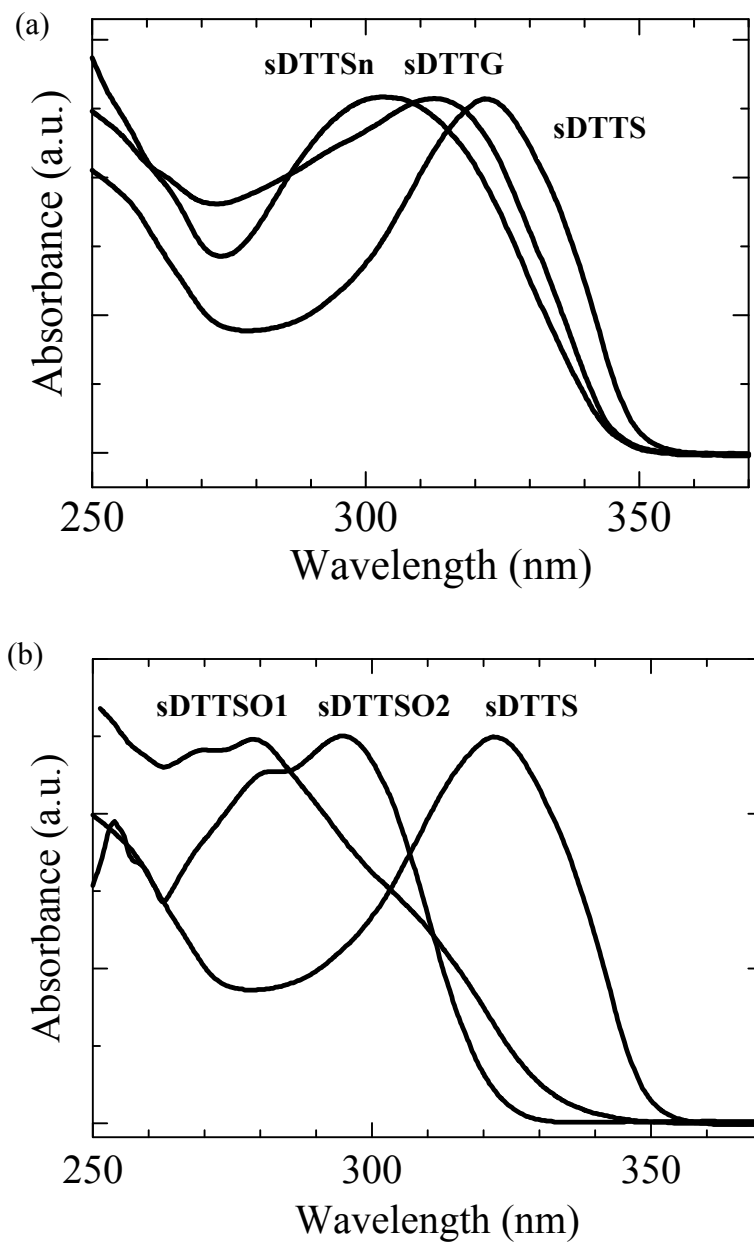 (a)
sDTTSn sDTTG
sDTTS
Absorbance (a.u.)
250 300 350
Wavelength (nm)
(b)
sDTTSO1 sDTTSO2 sDTTS
Absorbance (a.u.)
250 300 350
Wavelength (nm)